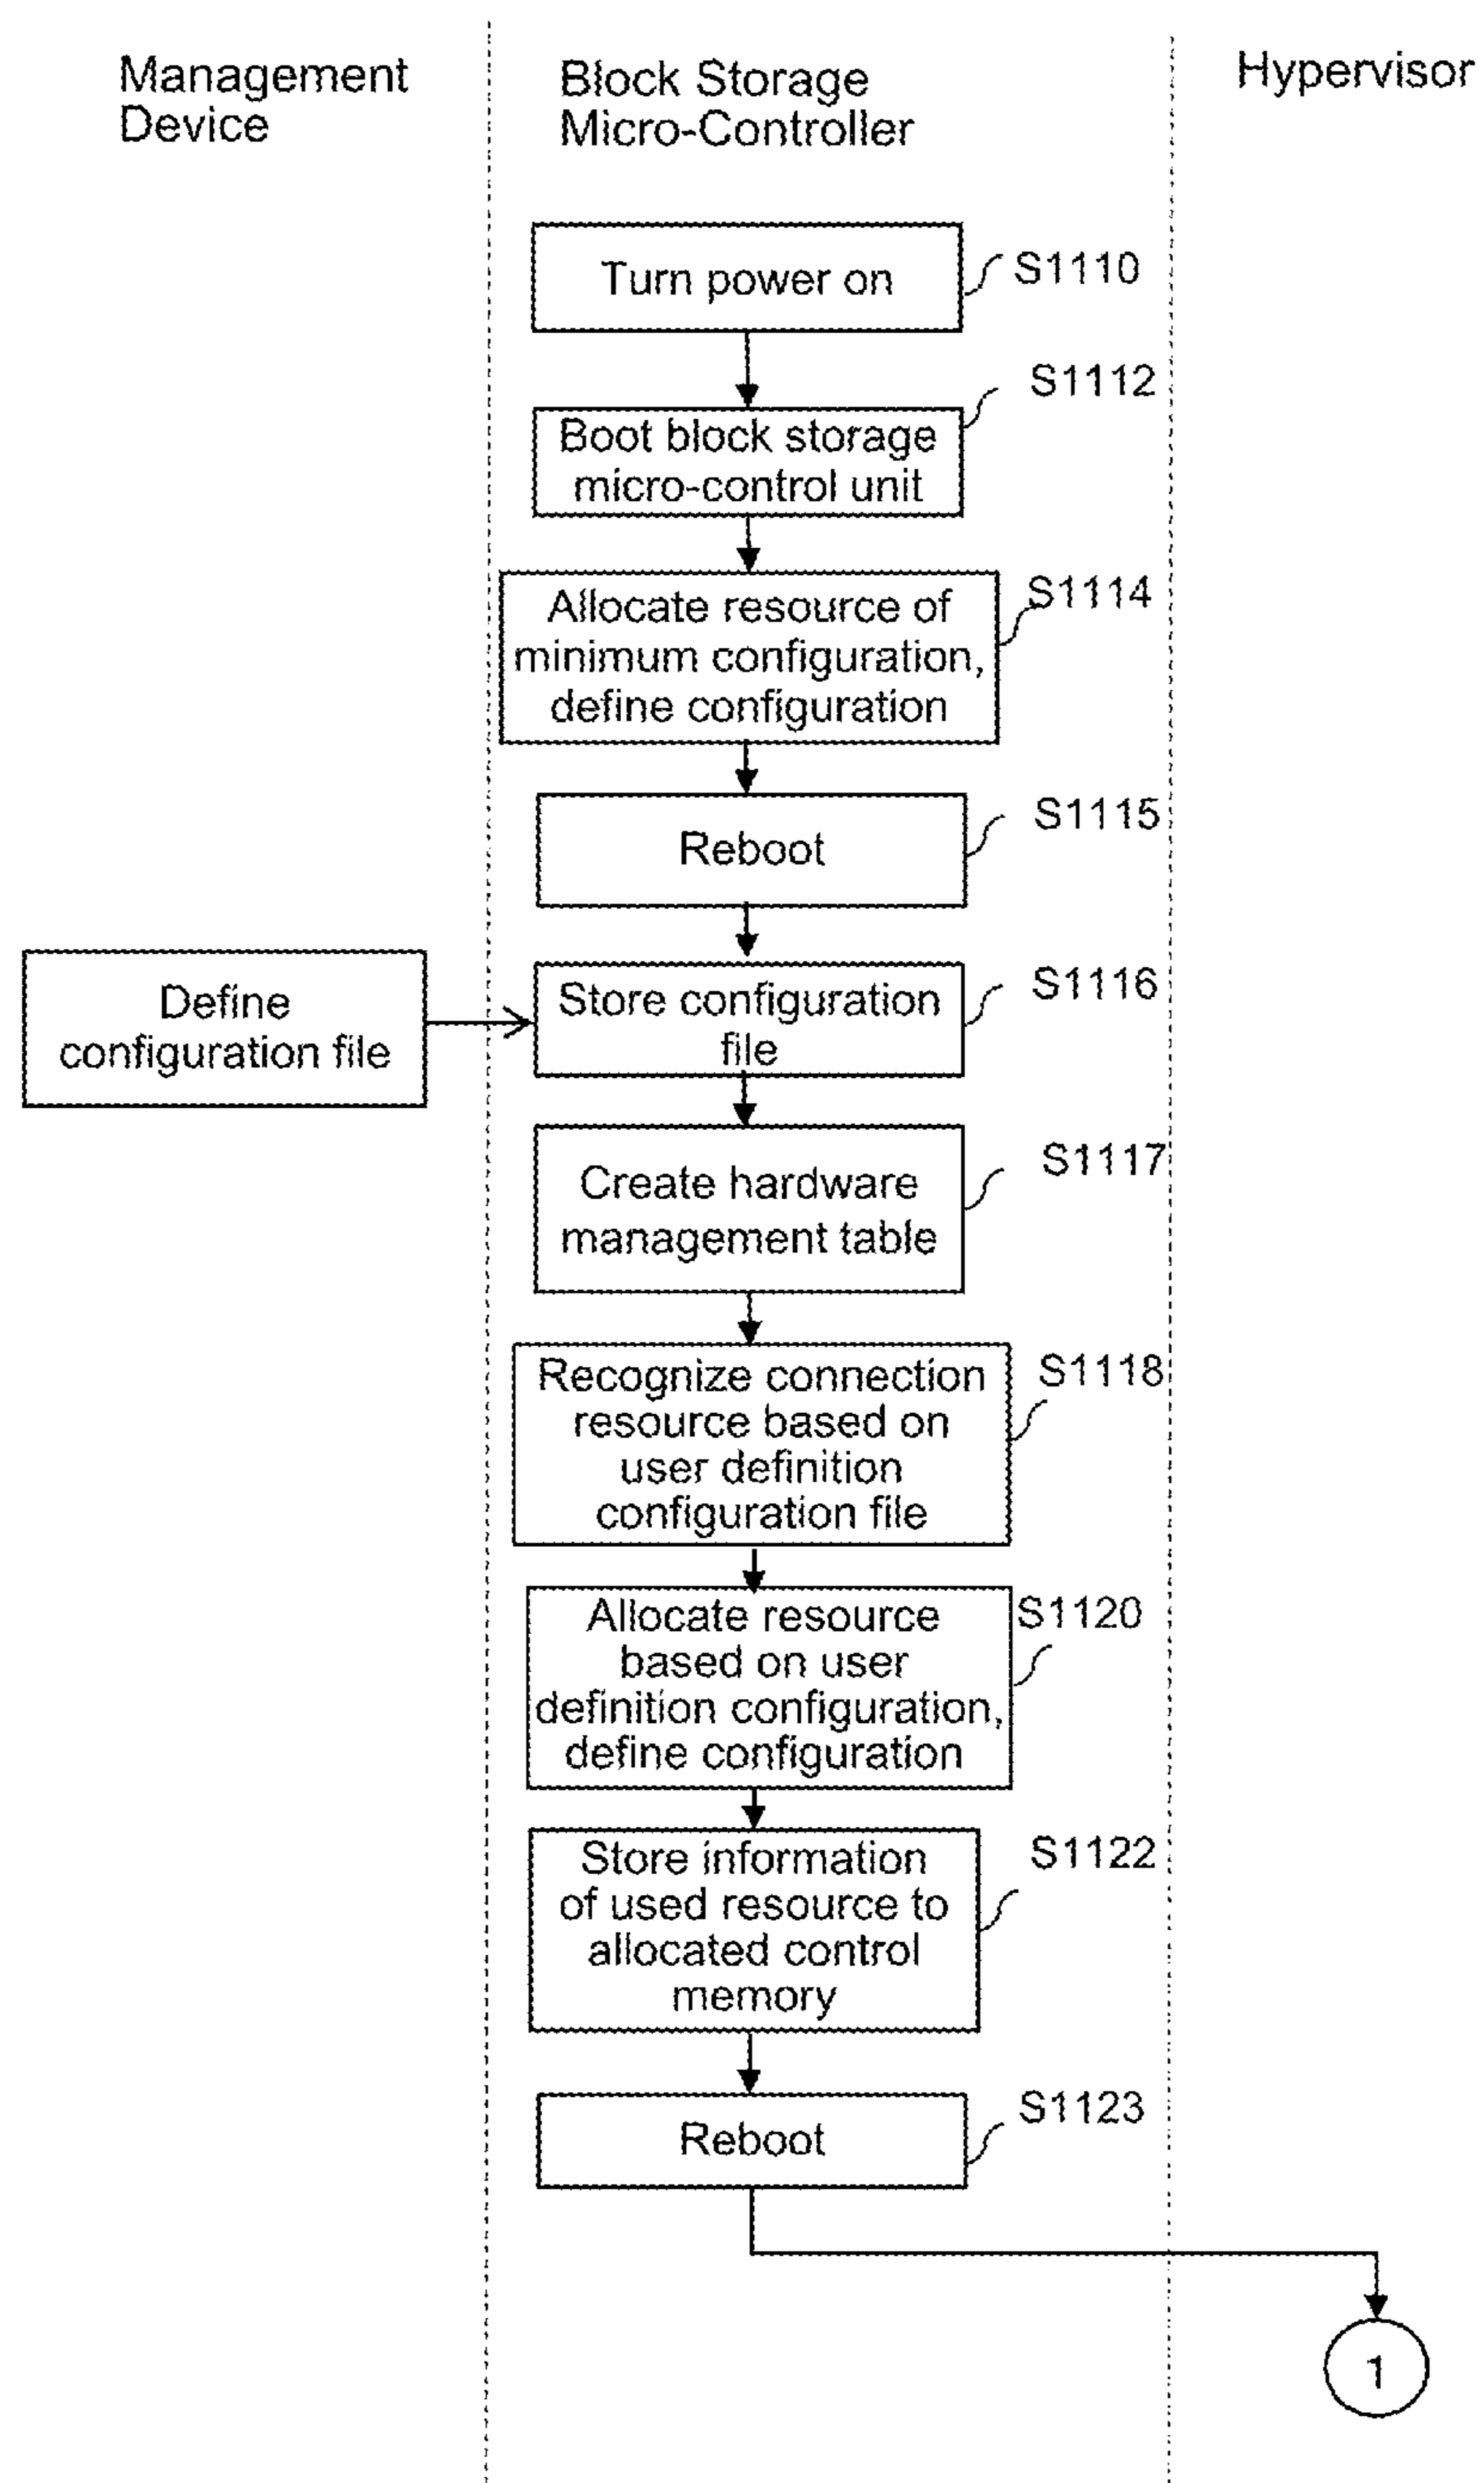 Management
Device
Block Storage
Micro-Controller
Hypervisor
Turn power on
S1110
Boot block storage
micro-control unit
S1112
Allocate resource of
minimum configuration,
define configuration
S1114
Reboot
S1115
Define
configuration file
Store configuration
file
S1116
Create hardware
management table
S1117
Recognize connection
resource based on
user definition
configuration file
S1118
Allocate resource
based on user
definition configuration,
define configuration
S1120
Store information
of used resource to
allocated control
memory
S1122
Reboot
S1123
1